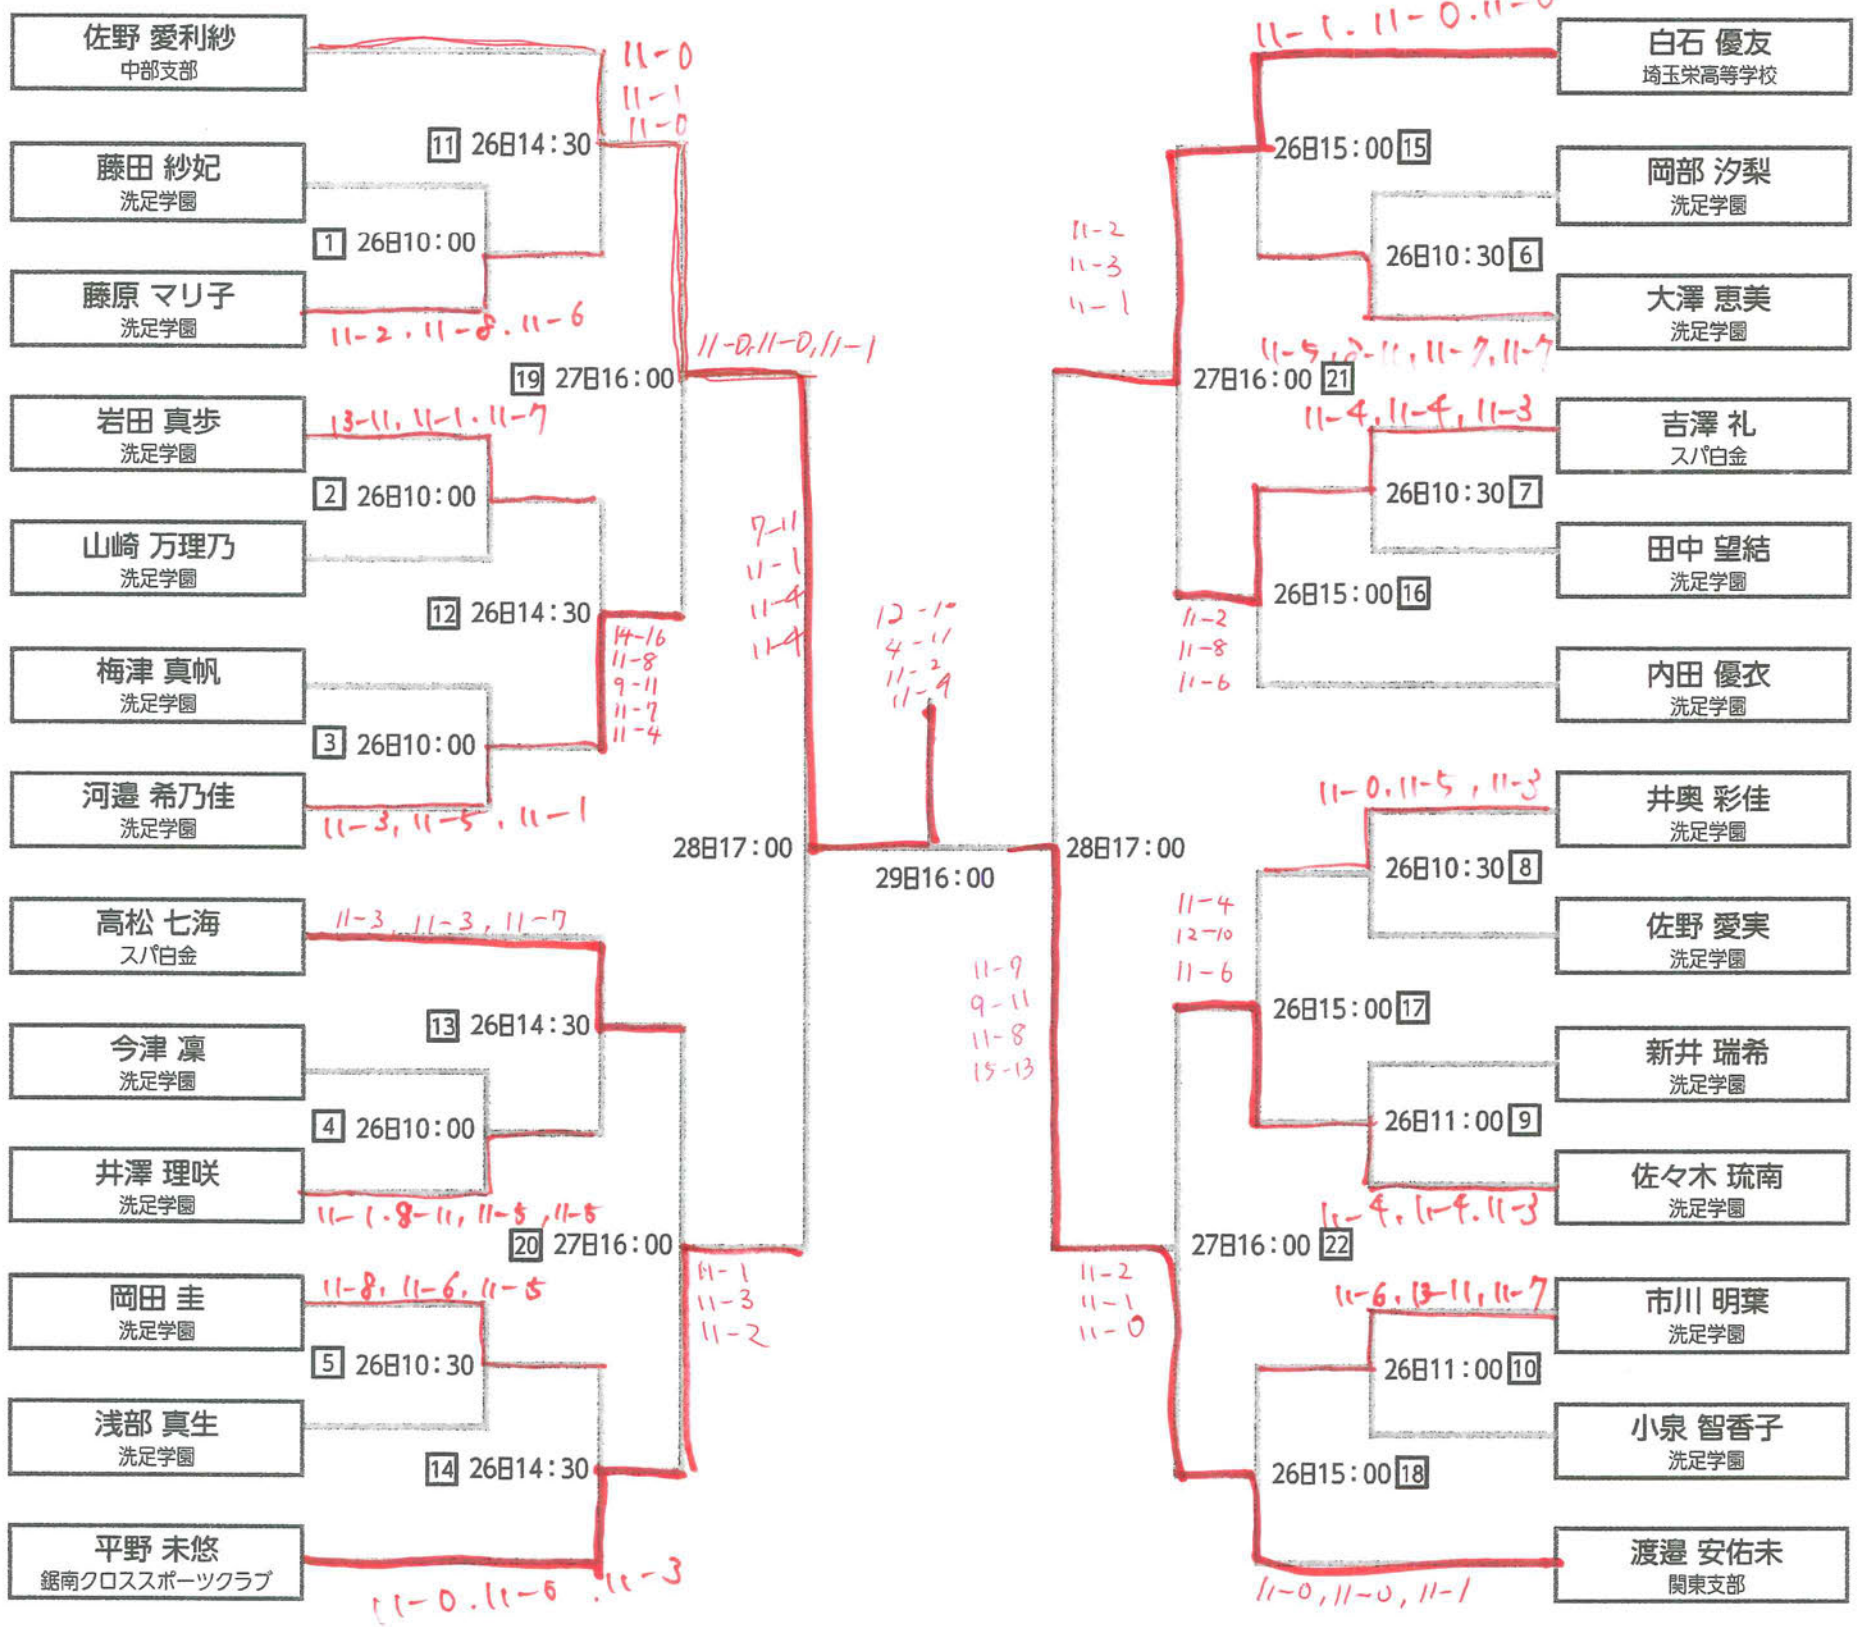 佐野 愛利紗
中部支部
11-0
11-1
11-0
11 26日14:30
藤田 紗妃
洗足学園
1 26日10:00
藤原 マリ子
洗足学園
11-2, 11-8, 11-6
19 27日16:00
11-0, 11-0, 11-1
岩田 真歩
洗足学園
13-11, 11-1, 11-7
2 26日10:00
山崎 万理乃
洗足学園
12 26日14:30
14-16
11-8
9-11
11-7
11-4
梅津 真帆
洗足学園
3 26日10:00
河邉 希乃佳
洗足学園
11-3, 11-5, 11-1
7-11
11-1
11-4
11-4
28日17:00
高松 七海
スパ白金
11-3, 11-3, 11-7
13 26日14:30
今津 凜
洗足学園
4 26日10:00
井澤 理咲
洗足学園
11-1, 8-11, 11-5, 11-5
20 27日16:00
11-1
11-3
11-2
岡田 圭
洗足学園
11-8, 11-6, 11-5
5 26日10:30
浅部 真生
洗足学園
14 26日14:30
平野 未悠
鋸南クロススポーツクラブ
11-0, 11-6, 11-3
12-10
4-11
11-2
11-9
29日16:00
11-1, 11-0, 11-0
白石 優友
埼玉栄高等学校
26日15:00 15
岡部 汐梨
洗足学園
26日10:30 6
大澤 恵美
洗足学園
11-2
11-3
11-1
11-5, 8-11, 11-7, 11-7
27日16:00 21
11-4, 11-4, 11-3
吉澤 礼
スパ白金
26日10:30 7
田中 望結
洗足学園
26日15:00 16
11-2
11-8
11-6
内田 優衣
洗足学園
28日17:00
11-0, 11-5, 11-3
井奥 彩佳
洗足学園
26日10:30 8
佐野 愛実
洗足学園
11-4
12-10
11-6
11-9
9-11
11-8
15-13
26日15:00 17
新井 瑞希
洗足学園
26日11:00 9
佐々木 琉南
洗足学園
11-4, 11-4, 11-3
27日16:00 22
11-2
11-1
11-0
11-6, 13-11, 11-7
市川 明葉
洗足学園
26日11:00 10
小泉 智香子
洗足学園
26日15:00 18
渡邉 安佑未
関東支部
11-0, 11-0, 11-1